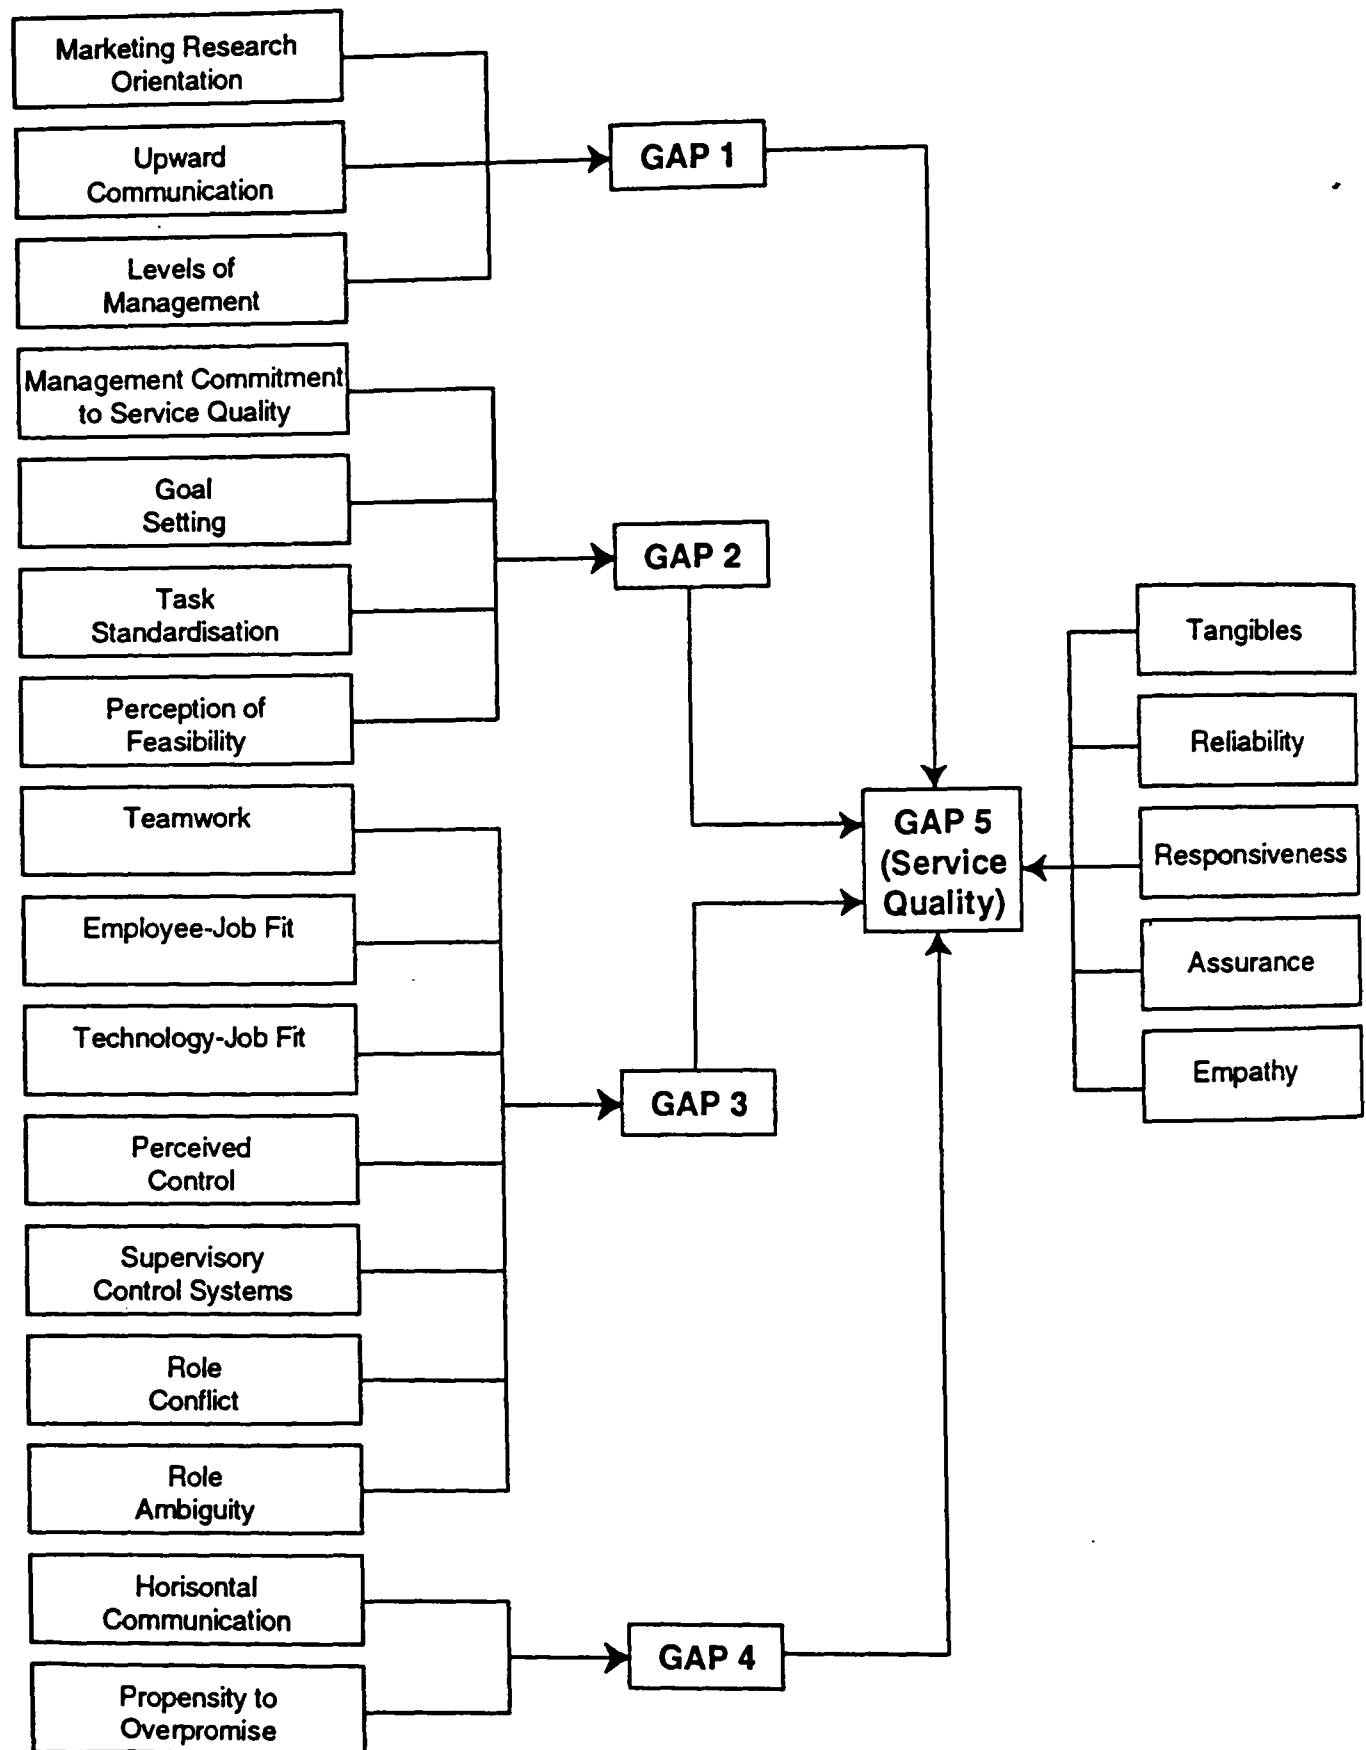 Marketing Research
Orientation
Upward
Communication
Levels of
Management
Management Commitment
to Service Quality
Goal
Setting
Task
Standardisation
Perception of
Feasibility
Teamwork
Employee-Job Fit
Technology-Job Fit
Perceived
Control
Supervisory
Control Systems
Role
Conflict
Role
Ambiguity
Horisontal
Communication
Propensity to
Overpromise
GAP 1
GAP 2
GAP 3
GAP 4
GAP 5
(Service
Quality)
Tangibles
Reliability
Responsiveness
Assurance
Empathy